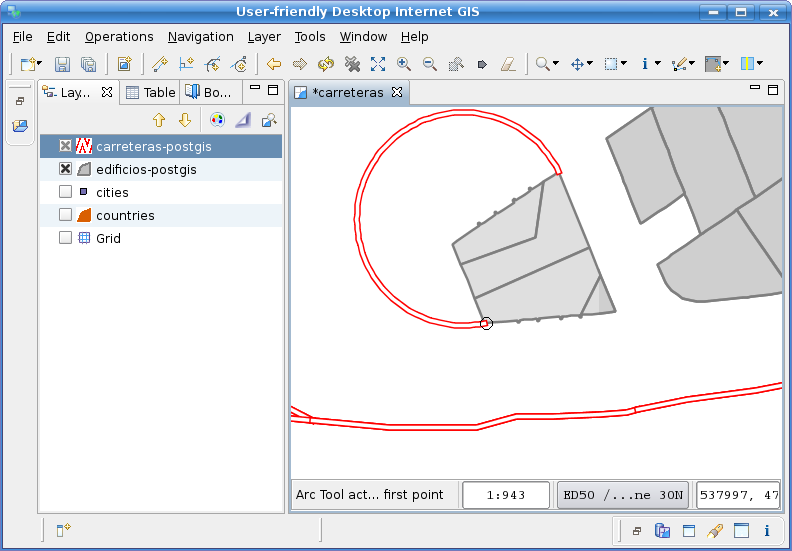 User-friendly Desktop Internet GIS
File Edit Operations Navigation Layer Tools Window Help
Lay... Table Bo... *carreteras
carreteras-postgis
edificios-postgis
cities
countries
Grid
Arc Tool act... first point 1:943 ED50 /...ne 30N 537997, 47